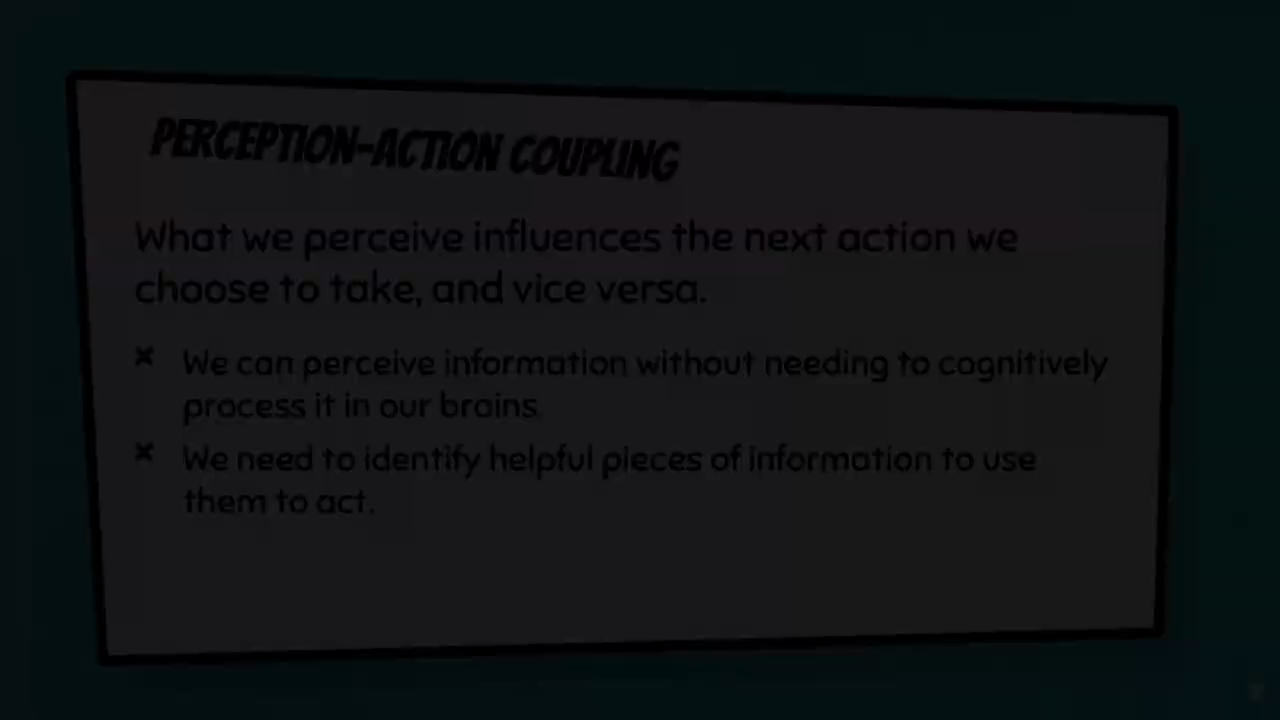 PERCEPTION-ACTION COUPLING
What we perceive influences the next action we
choose to take, and vice versa.
× We can perceive information without needing to cognitively
process it in our brains.
× We need to identify helpful pieces of information to use
them to act.